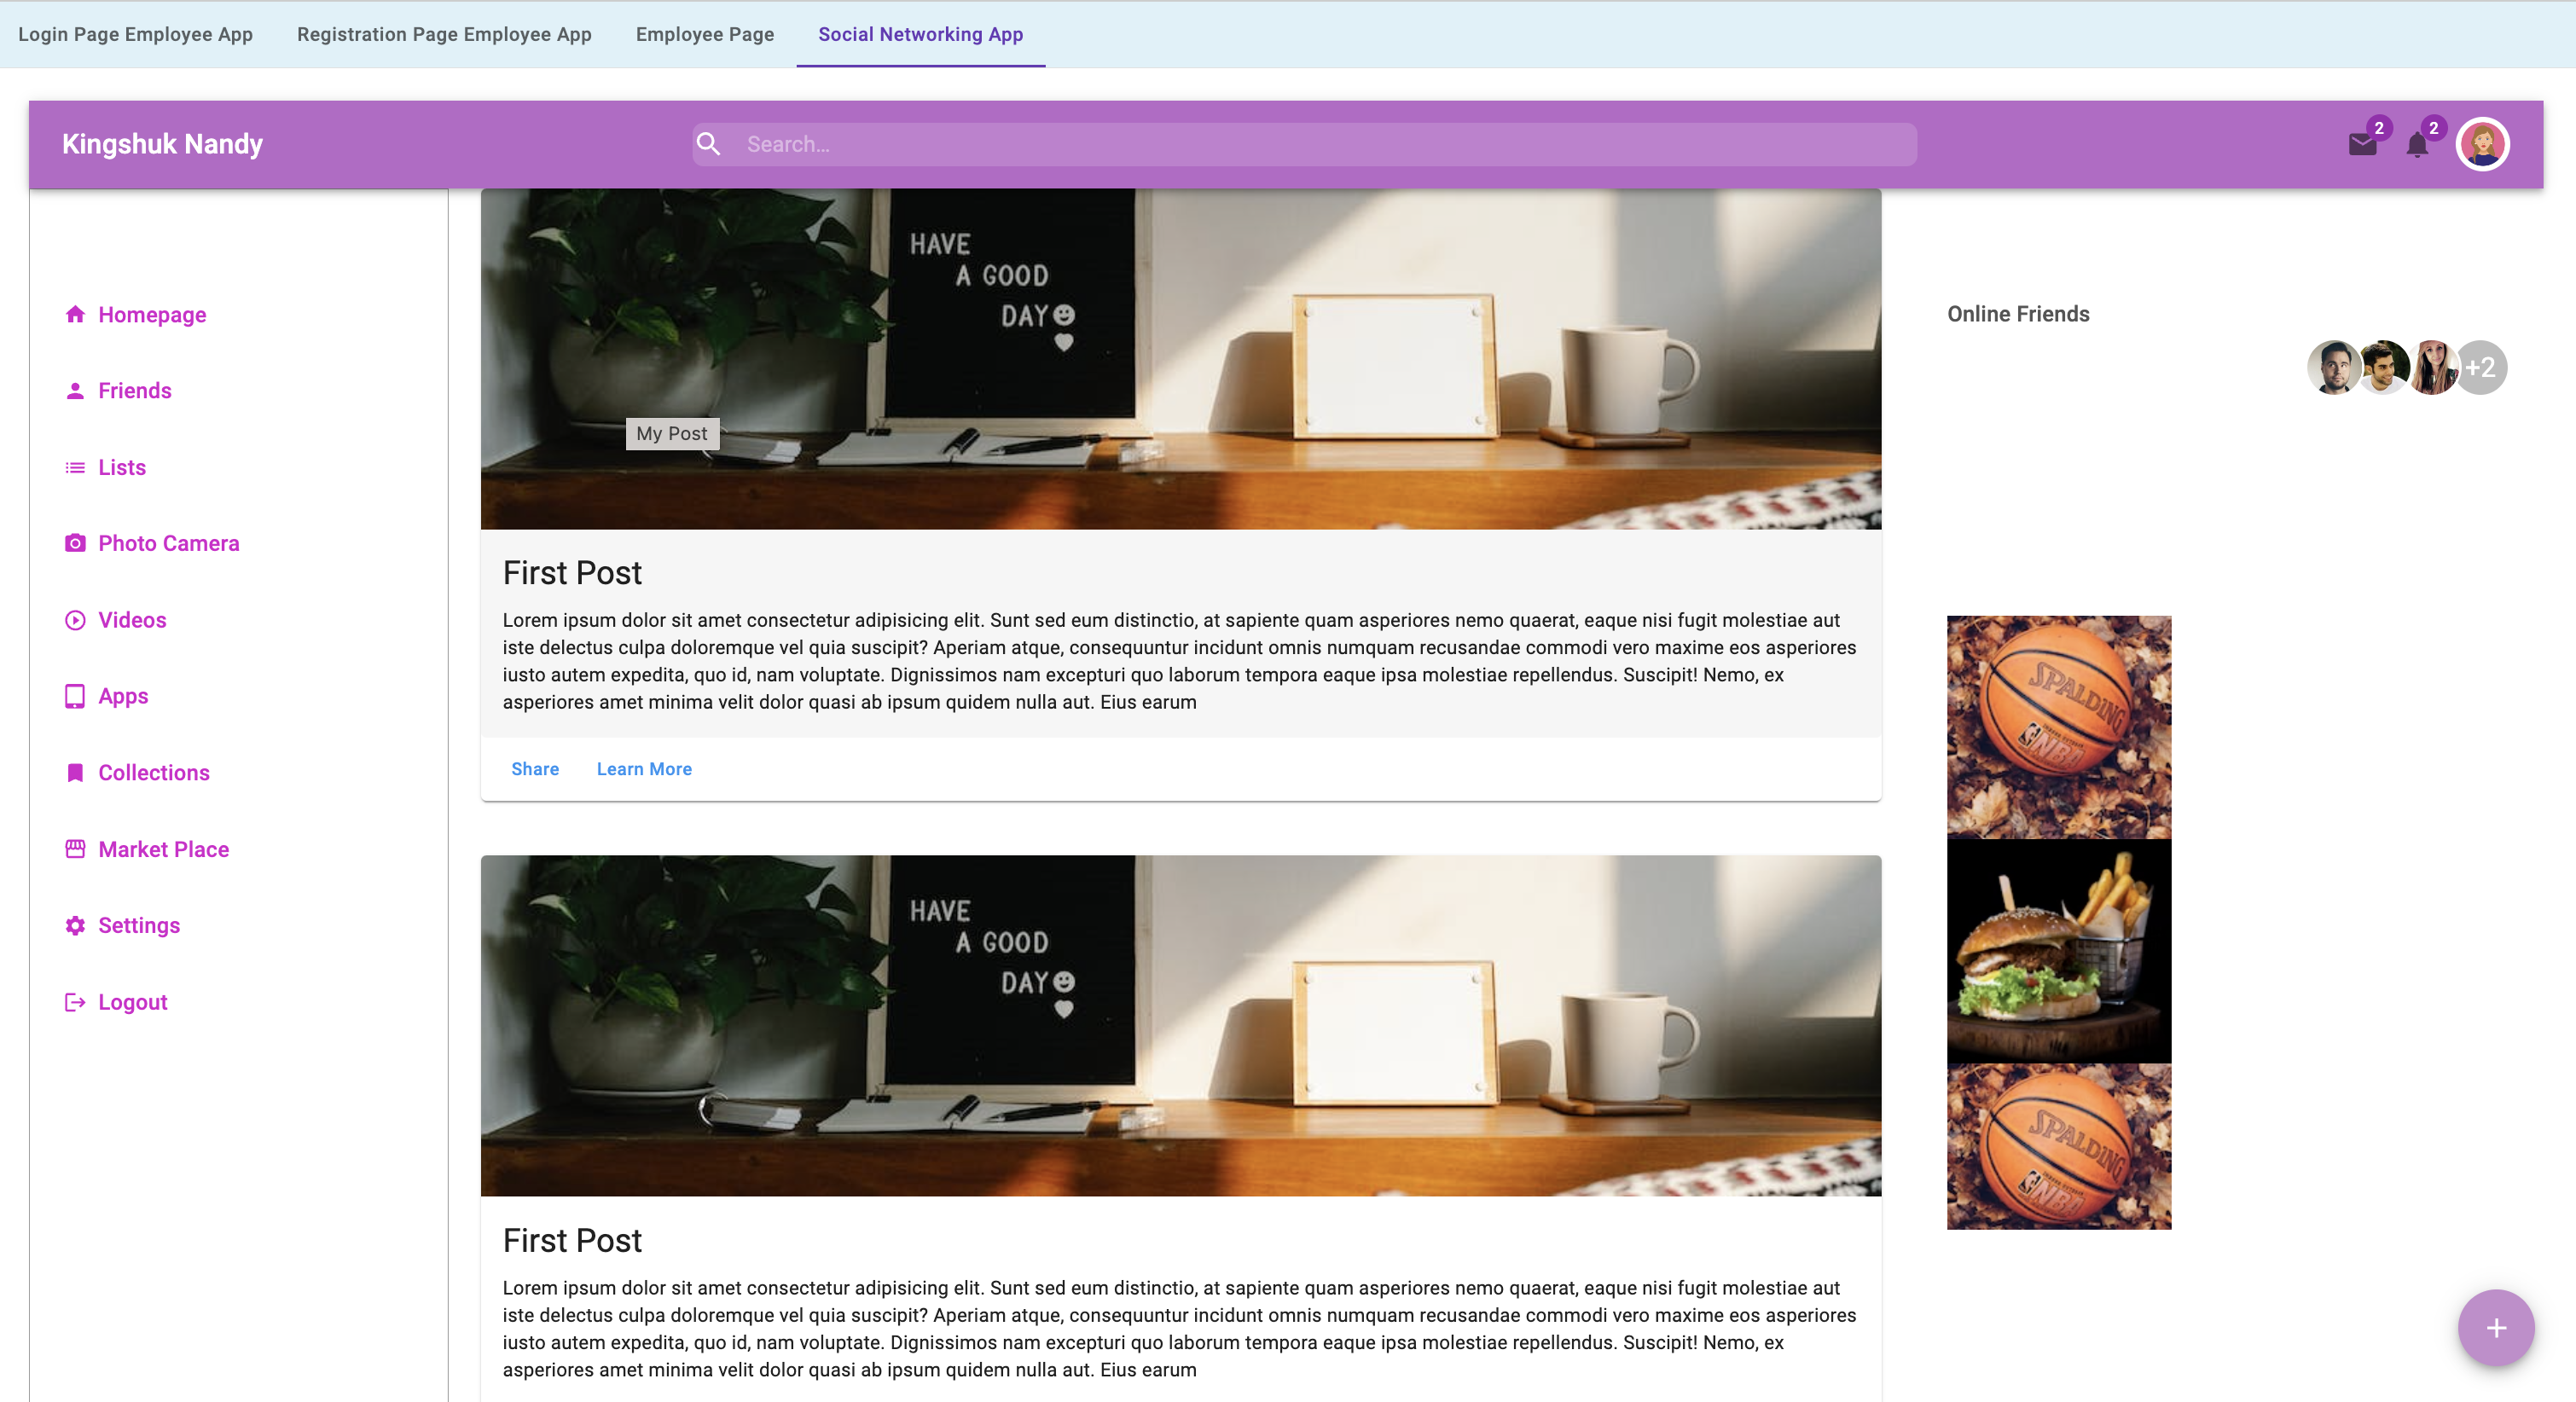 Login Page Employee App
Registration Page Employee App
Employee Page
Social Networking App
Kingshuk Nandy
Search...
2
2
Homepage
Friends
Lists
Photo Camera
Videos
Apps
Collections
Market Place
Settings
Logout
HAVE
A GOOD
DAY
My Post
First Post
Lorem ipsum dolor sit amet consectetur adipisicing elit. Sunt sed eum distinctio, at sapiente quam asperiores nemo quaerat, eaque nisi fugit molestiae aut
iste delectus culpa doloremque vel quia suscipit? Aperiam atque, consequuntur incidunt omnis numquam recusandae commodi vero maxime eos asperiores
iusto autem expedita, quo id, nam voluptate. Dignissimos nam excepturi quo laborum tempora eaque ipsa molestiae repellendus. Suscipit! Nemo, ex
asperiores amet minima velit dolor quasi ab ipsum quidem nulla aut. Eius earum
Share
Learn More
HAVE
A GOOD
DAY
First Post
Lorem ipsum dolor sit amet consectetur adipisicing elit. Sunt sed eum distinctio, at sapiente quam asperiores nemo quaerat, eaque nisi fugit molestiae aut
iste delectus culpa doloremque vel quia suscipit? Aperiam atque, consequuntur incidunt omnis numquam recusandae commodi vero maxime eos asperiores
iusto autem expedita, quo id, nam voluptate. Dignissimos nam excepturi quo laborum tempora eaque ipsa molestiae repellendus. Suscipit! Nemo, ex
asperiores amet minima velit dolor quasi ab ipsum quidem nulla aut. Eius earum
Online Friends
+2
SPALDING
NBA
SPALDING
NBA
+